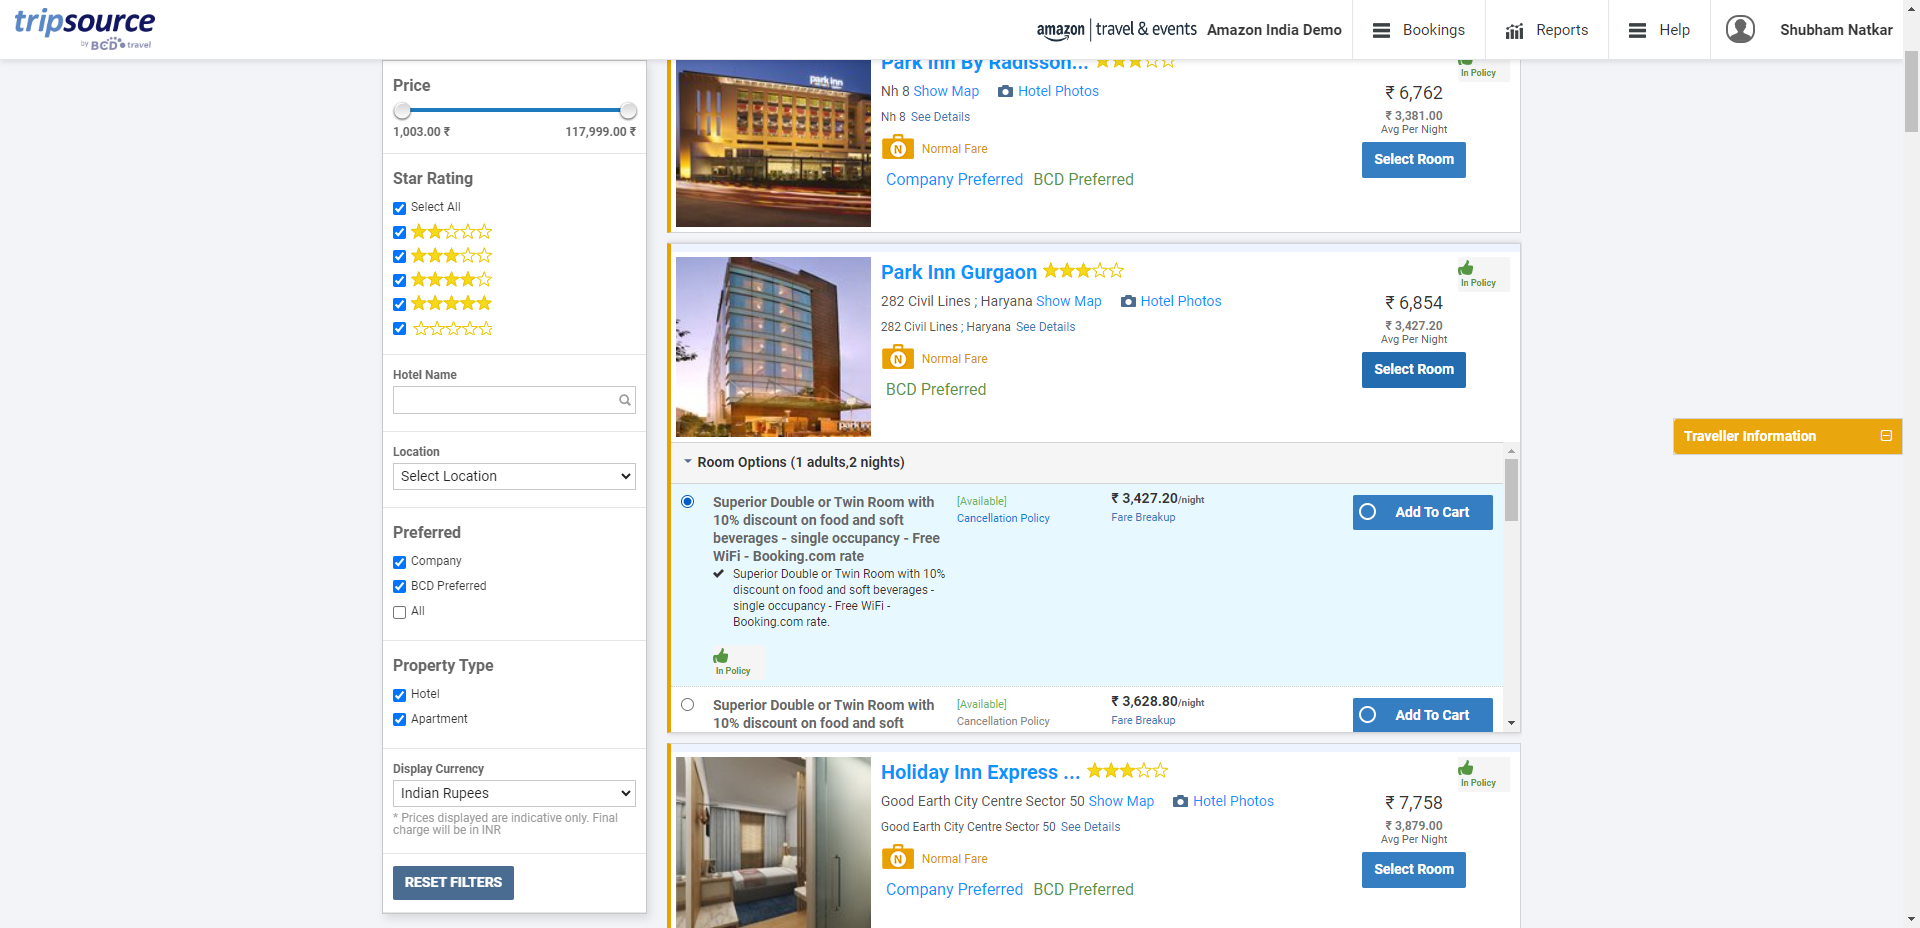 tripsource
by BCD travel
amazon travel & events Amazon India Demo
Bookings
Reports
Help
Shubham Natkar
Price
1,003.00 ₹ 117,999.00 ₹
Star Rating
Select All
Hotel Name
Location
Select Location
Preferred
Company
BCD Preferred
All
Property Type
Hotel
Apartment
Display Currency
Indian Rupees
* Prices displayed are indicative only. Final
charge will be in INR
RESET FILTERS
park inn
Park Inn By Radisson...
Nh 8 Show Map Hotel Photos
Nh 8 See Details
N Normal Fare
Company Preferred BCD Preferred
In Policy
₹ 6,762
₹ 3,381.00
Avg Per Night
Select Room
park inn
Park Inn Gurgaon
282 Civil Lines ; Haryana Show Map Hotel Photos
282 Civil Lines ; Haryana See Details
N Normal Fare
BCD Preferred
In Policy
₹ 6,854
₹ 3,427.20
Avg Per Night
Select Room
Room Options (1 adults,2 nights)
Superior Double or Twin Room with
10% discount on food and soft
beverages - single occupancy - Free
WiFi - Booking.com rate
Superior Double or Twin Room with 10%
discount on food and soft beverages -
single occupancy - Free WiFi -
Booking.com rate.
In Policy
[Available]
Cancellation Policy
₹ 3,427.20/night
Fare Breakup
Add To Cart
Superior Double or Twin Room with
10% discount on food and soft
[Available]
Cancellation Policy
₹ 3,628.80/night
Fare Breakup
Add To Cart
Holiday Inn Express ...
Good Earth City Centre Sector 50 Show Map Hotel Photos
Good Earth City Centre Sector 50 See Details
N Normal Fare
Company Preferred BCD Preferred
In Policy
₹ 7,758
₹ 3,879.00
Avg Per Night
Select Room
Traveller Information